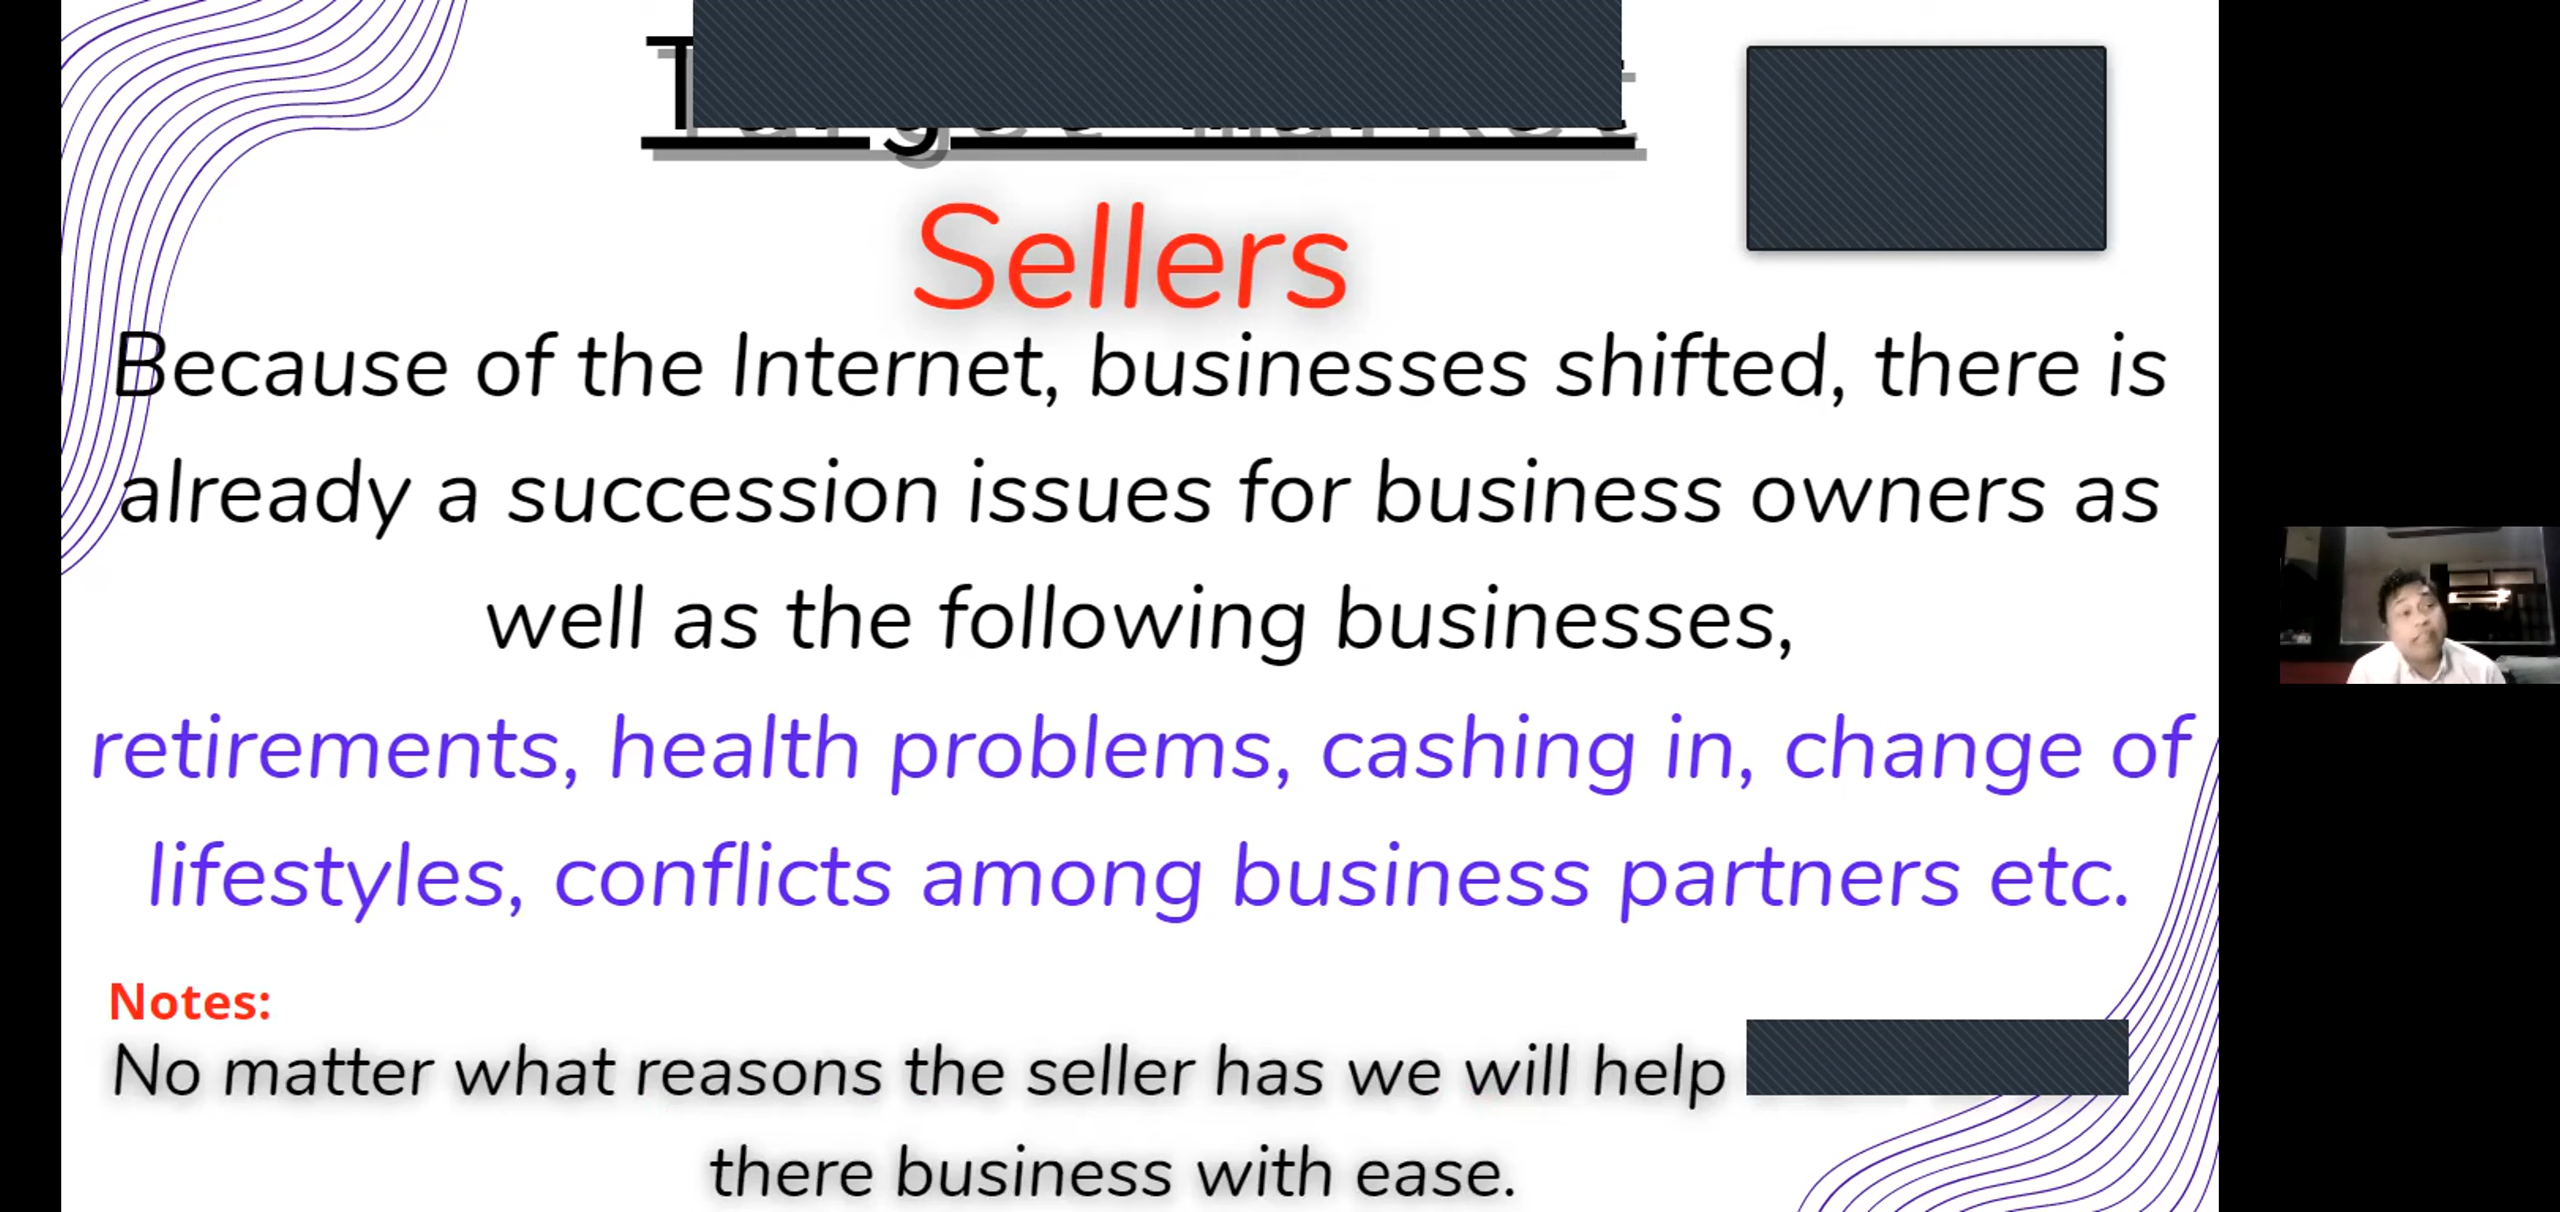 Target Market
Sellers
Because of the Internet, businesses shifted, there is
already a succession issues for business owners as
well as the following businesses,
retirements, health problems, cashing in, change of
lifestyles, conflicts among business partners etc.
Notes:
No matter what reasons the seller has we will help
there business with ease.